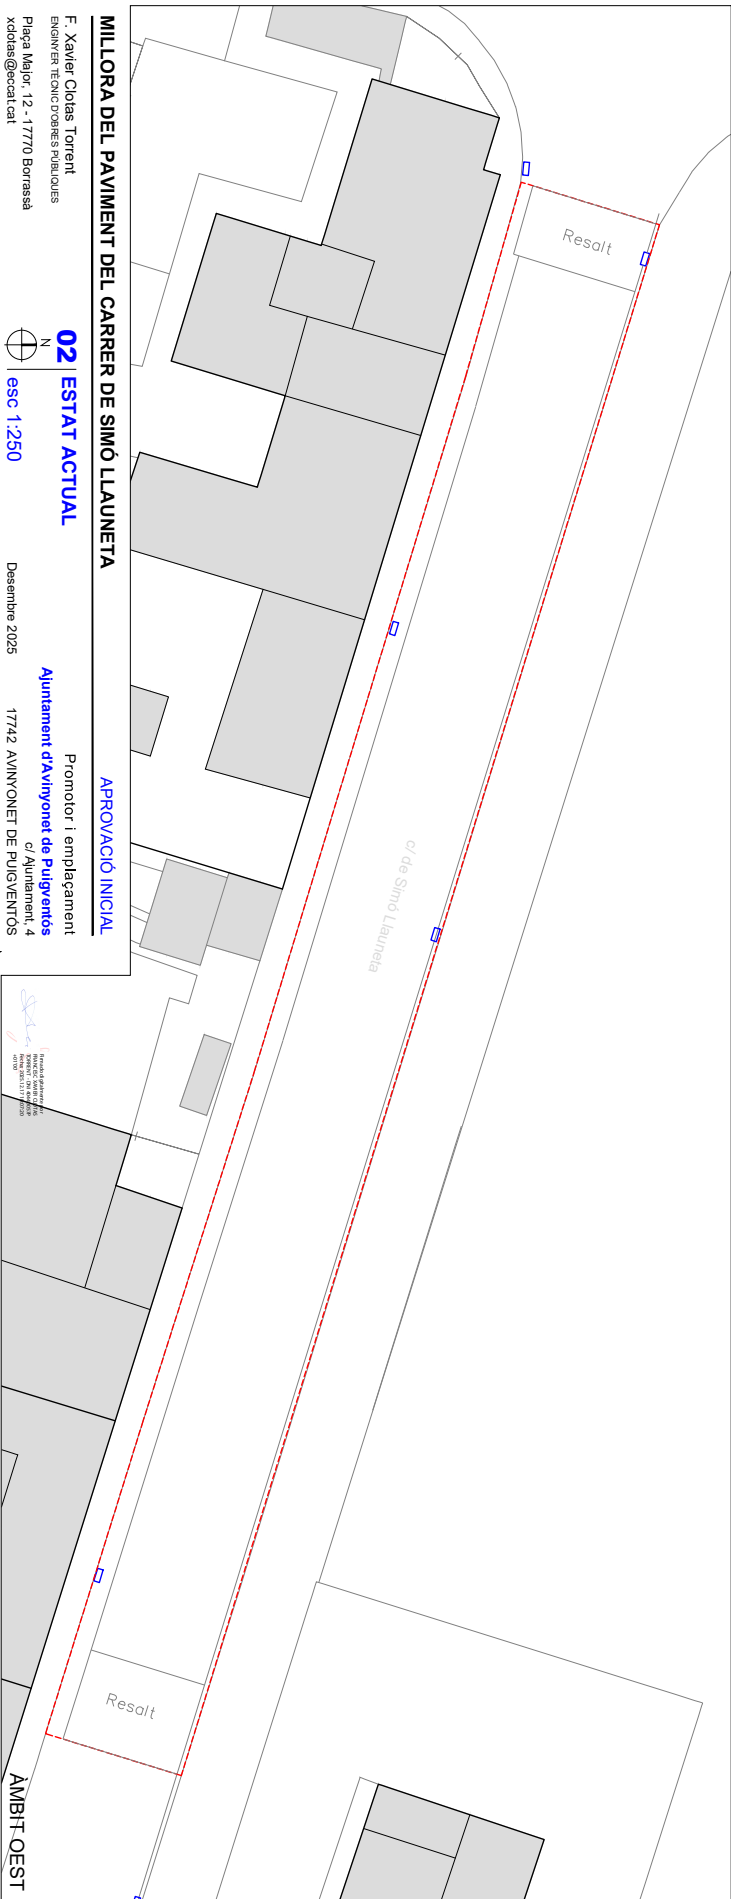 MILLORA DEL PAVIMENT DEL CARRER DE SIMÓ LLAUNETA
APROVACIÓ INICIAL
F. Xavier Clotas Torrent
ENGINYER TÈCNIC D'OBRES PÚBLIQUES
Plaça Major, 12 - 17770 Borrassà
xclotas@eccat.cat
02 ESTAT ACTUAL
N
esc 1:250
Desembre 2025
Promotor i emplaçament
Ajuntament d'Avinyonet de Puigventós
c/ Ajuntament, 4
17742 AVINYONET DE PUIGVENTÓS
Resalt
c/ de Simó Llauneta
Resalt
ÀMBIT OEST